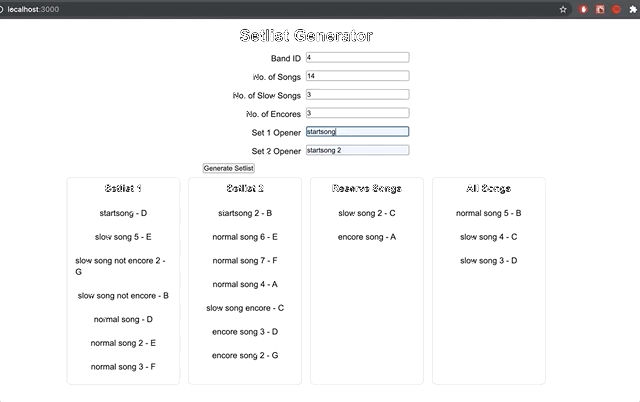 localhost:3000
Setlist Generator
Band ID 4
No. of Songs 14
No. of Slow Songs 3
No. of Encores 3
Set 1 Opener startsong
Set 2 Opener startsong 2
Generate Setlist
Setlist 1
startsong - D
slow song 5 - E
slow song not encore 2 -
G
slow song not encore - B
normal song - D
normal song 2 - E
normal song 3 - F
Setlist 2
startsong 2 - B
normal song 6 - E
normal song 7 - F
normal song 4 - A
slow song encore - C
encore song 3 - D
encore song 2 - G
Reserve Songs
slow song 2 - C
encore song - A
All Songs
normal song 5 - B
slow song 4 - C
slow song 3 - D